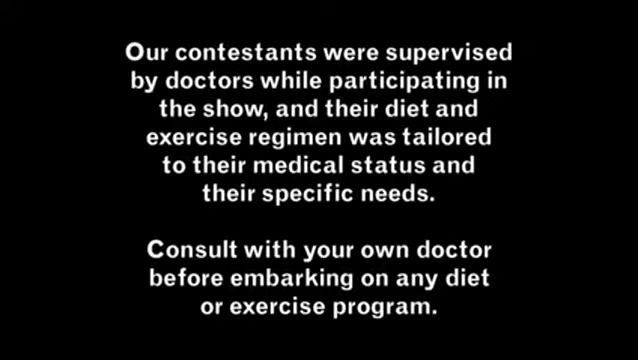 Our contestants were supervised
by doctors while participating in
the show, and their diet and
exercise regimen was tailored
to their medical status and
their specific needs.
Consult with your own doctor
before embarking on any diet
or exercise program.